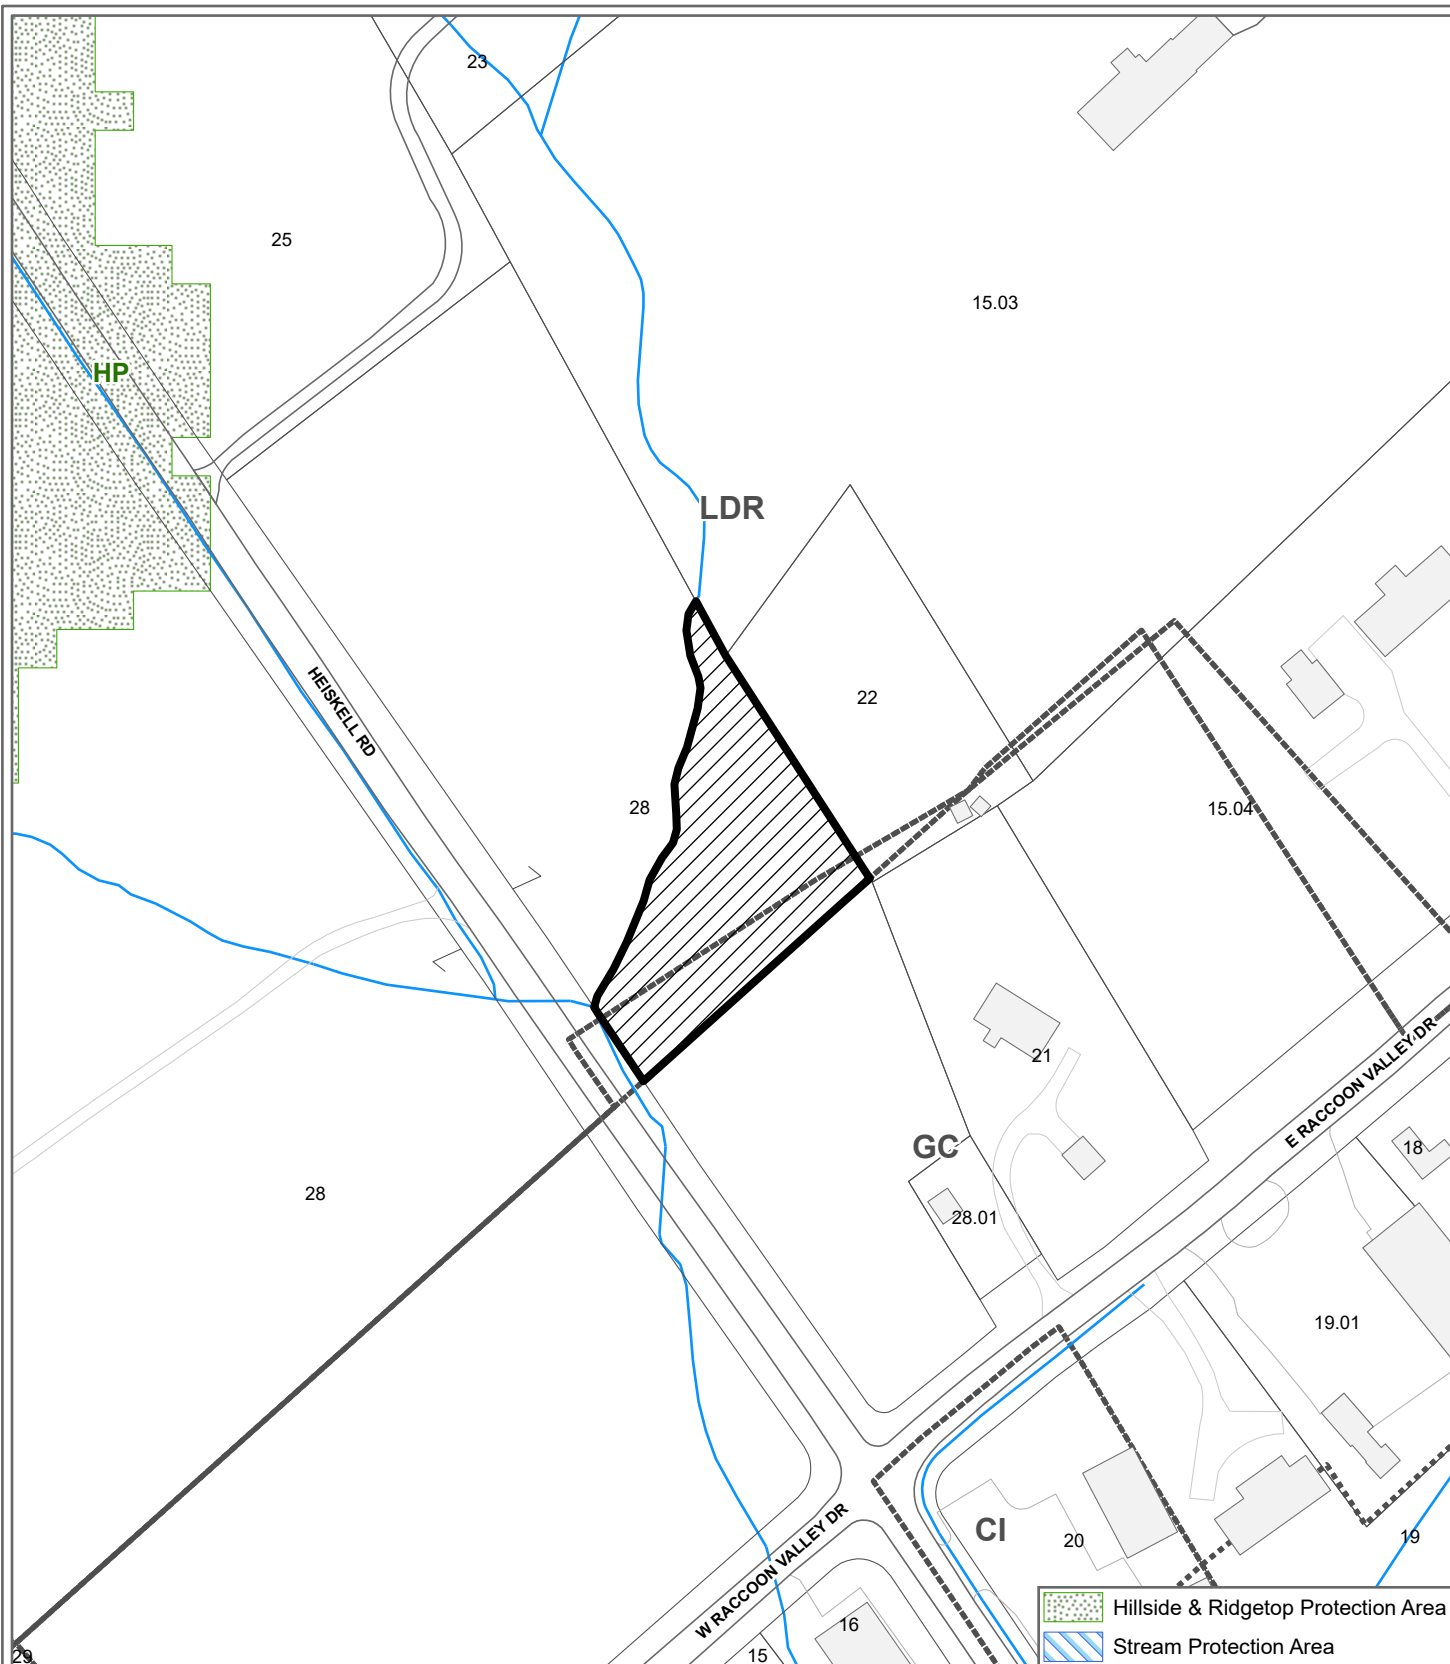 23
25
15.03
HP
LDR
HEISKELL RD
22
28
15.04
21
E RACCOON VALLEY DR
GC
18
28
28.01
19.01
CI
20
19
W RACCOON VALLEY DR
16
15
29
Hillside & Ridgetop Protection Area
Stream Protection Area